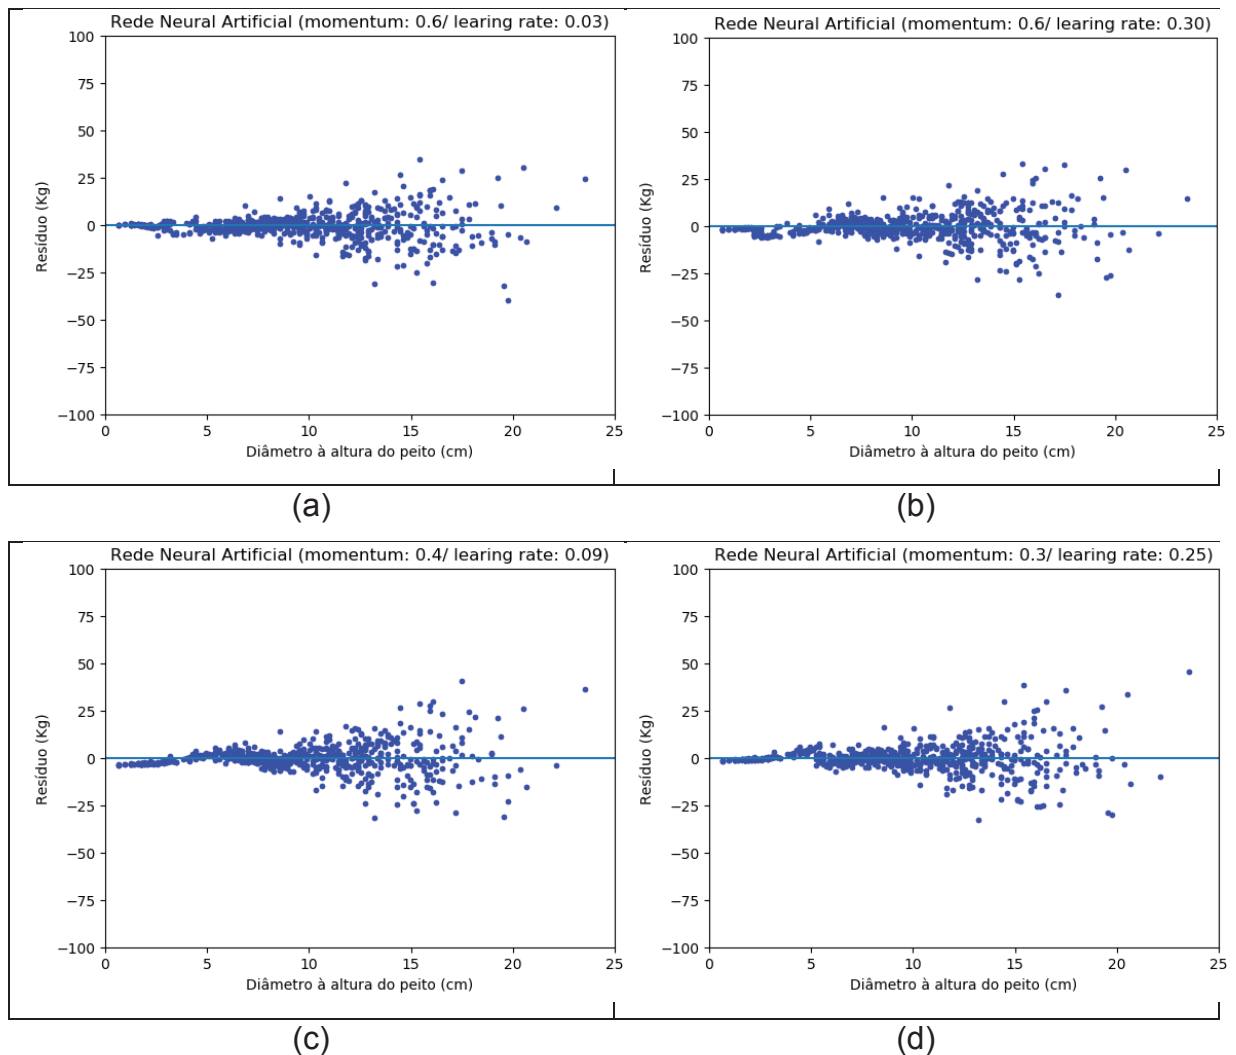 Rede Neural Artificial (momentum: 0.6/ learing rate: 0.03)
100
75
50
25
0
−25
−50
−75
−100
Resíduo (Kg)
0 5 10 15 20 25
Diâmetro à altura do peito (cm)
(a)
Rede Neural Artificial (momentum: 0.6/ learing rate: 0.30)
100
75
50
25
0
−25
−50
−75
−100
Resíduo (Kg)
0 5 10 15 20 25
Diâmetro à altura do peito (cm)
(b)
Rede Neural Artificial (momentum: 0.4/ learing rate: 0.09)
100
75
50
25
0
−25
−50
−75
−100
Resíduo (Kg)
0 5 10 15 20 25
Diâmetro à altura do peito (cm)
(c)
Rede Neural Artificial (momentum: 0.3/ learing rate: 0.25)
100
75
50
25
0
−25
−50
−75
−100
Resíduo (Kg)
0 5 10 15 20 25
Diâmetro à altura do peito (cm)
(d)